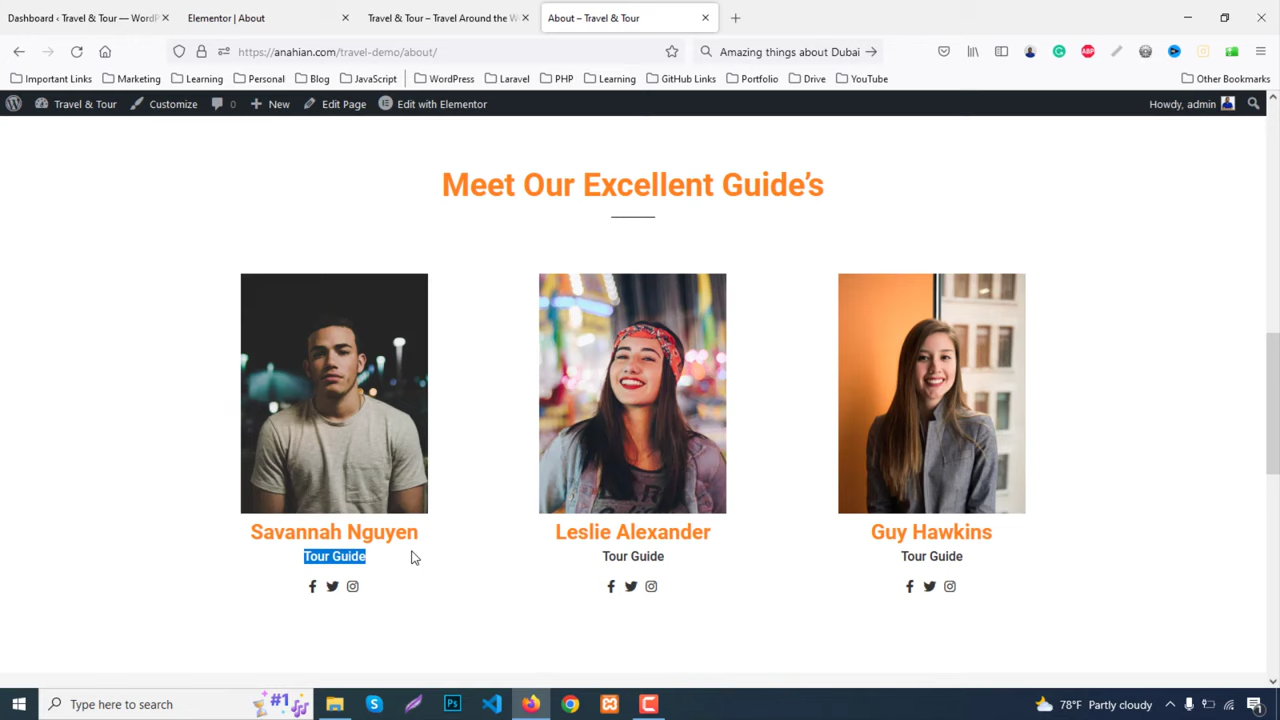 Dashboard ‹ Travel & Tour — WordP
Elementor | About
Travel & Tour – Travel Around the W
About – Travel & Tour
https://anahian.com/travel-demo/about/
Amazing things about Dubai
Important Links
Marketing
Learning
Personal
Blog
JavaScript
WordPress
Laravel
PHP
Learning
GitHub Links
Portfolio
Drive
YouTube
Other Bookmarks
Travel & Tour
Customize
0
New
Edit Page
Edit with Elementor
Howdy, admin
Meet Our Excellent Guide’s
Savannah Nguyen
Tour Guide
Leslie Alexander
Tour Guide
Guy Hawkins
Tour Guide
Type here to search
#1
78°F Partly cloudy